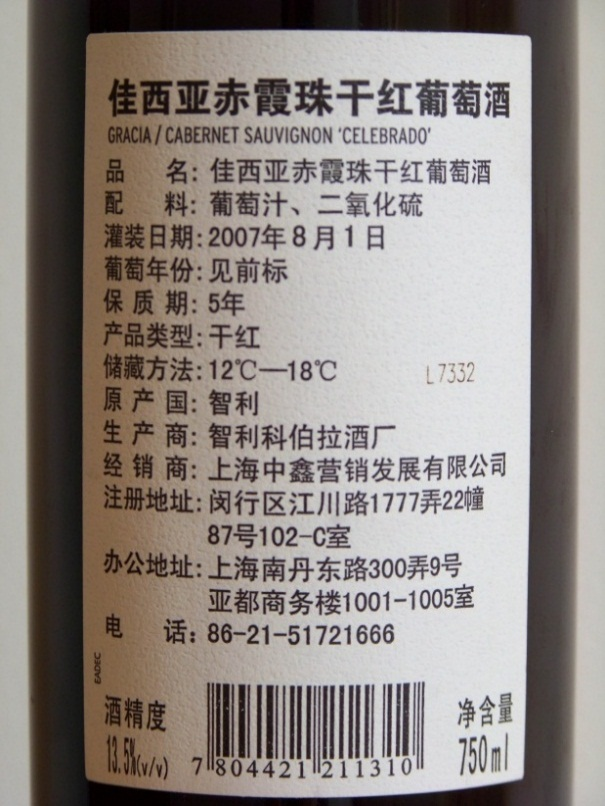 佳西亚赤霞珠干红葡萄酒
GRACIA / CABERNET SAUVIGNON 'CELEBRADO'
品 名: 佳西亚赤霞珠干红葡萄酒
配 料: 葡萄汁、二氧化硫
灌装日期: 2007年8月1日
葡萄年份: 见前标
保 质 期: 5年
产品类型: 干红
储藏方法: 12℃—18℃
L7332
原 产 国: 智利
生 产 商: 智利科伯拉酒厂
经 销 商: 上海中鑫营销发展有限公司
注册地址: 闵行区江川路1777弄22幢
87号102-C室
办公地址: 上海南丹东路300弄9号
亚都商务楼1001-1005室
电 话: 86-21-51721666
EADEC
酒精度
13.5%(v/v)
7 804421 211310
净含量
750ml